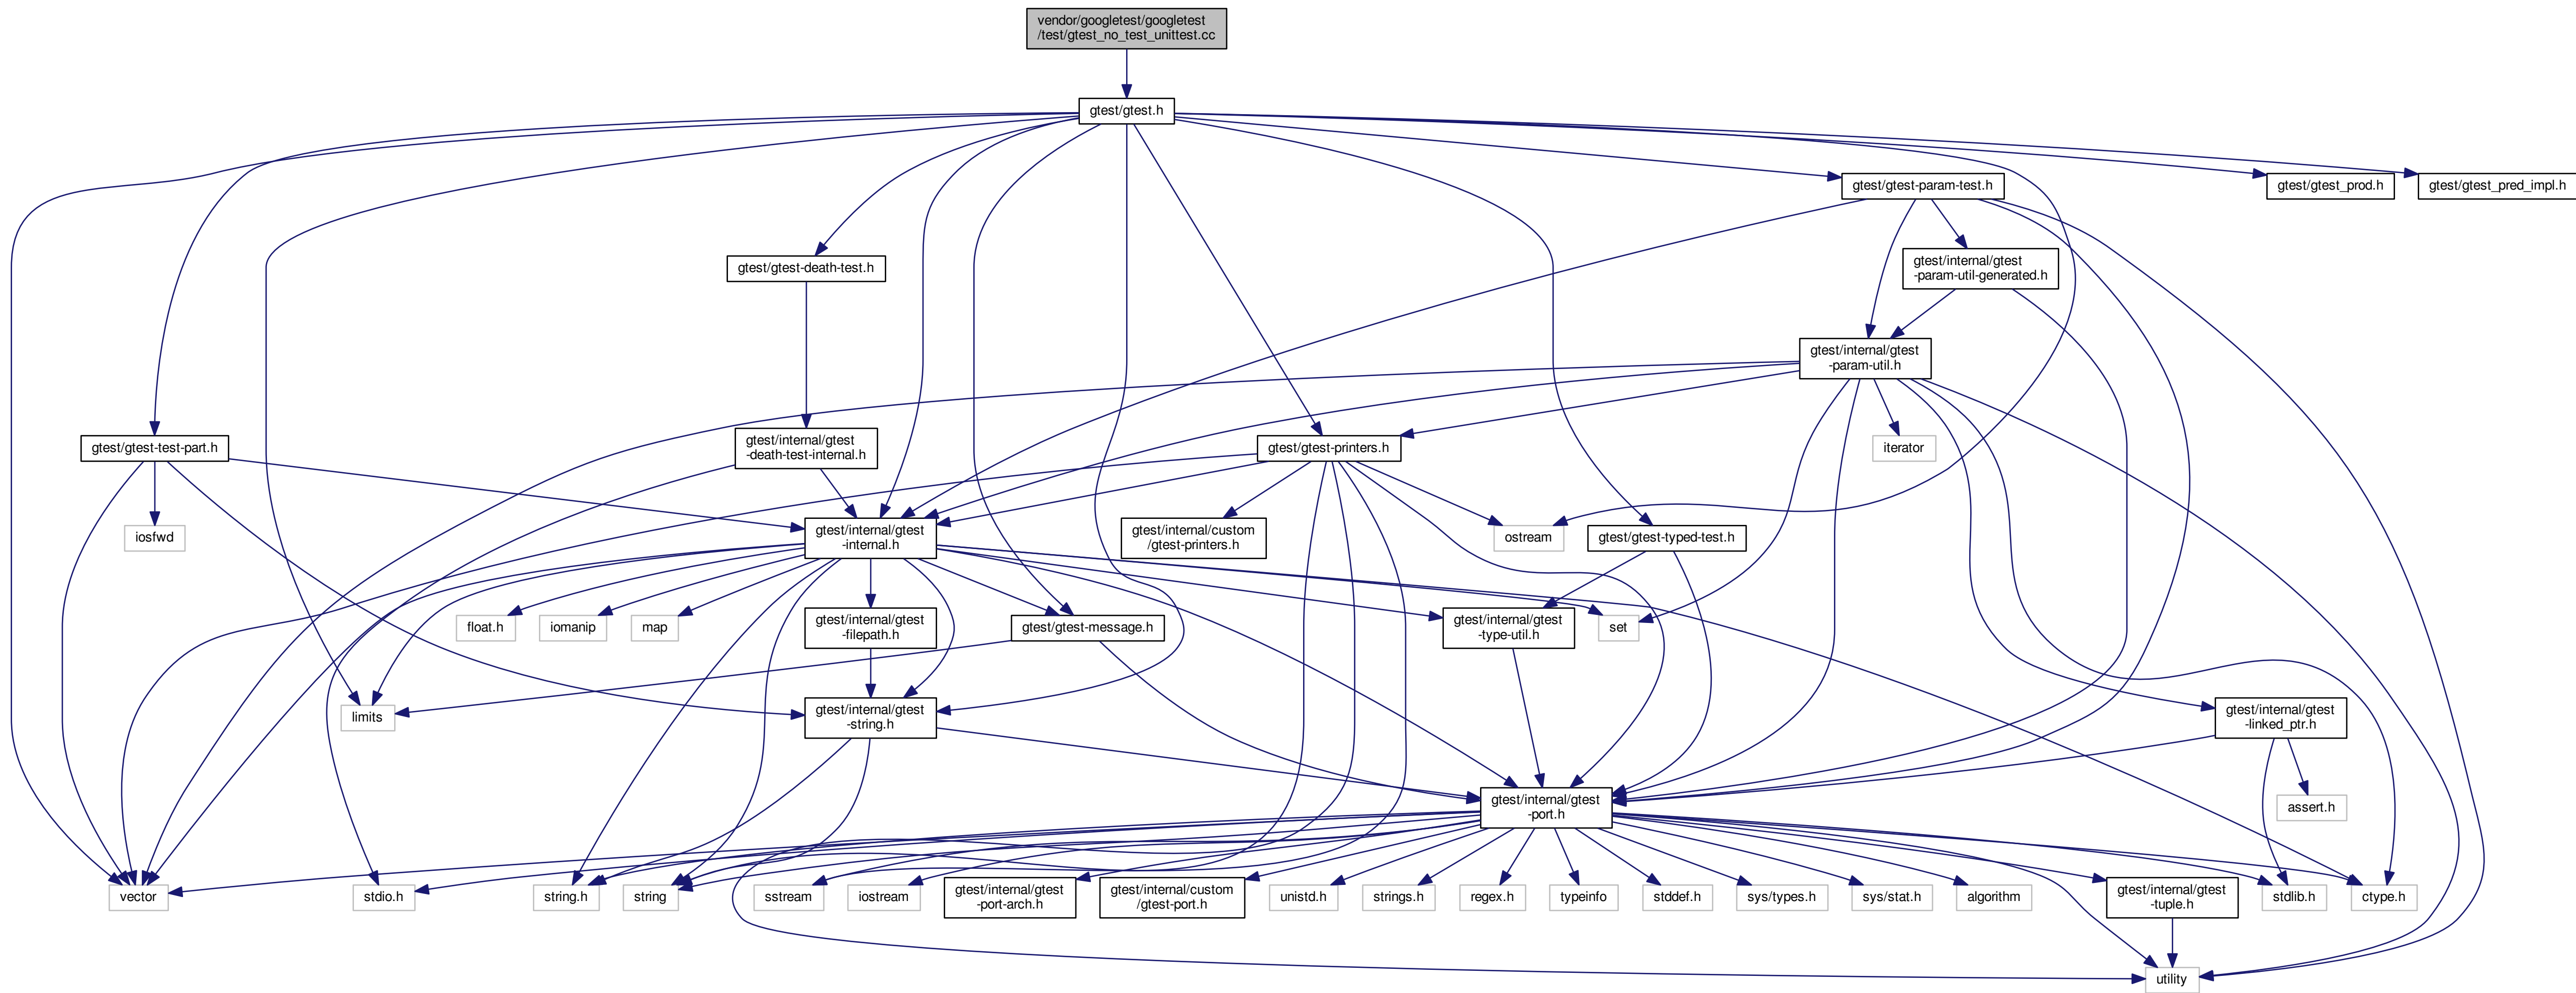 vendor/googletest/googletest
/test/gtest_no_test_unittest.cc
gtest/gtest.h
gtest/gtest-param-test.h
gtest/gtest_prod.h
gtest/gtest_pred_impl.h
gtest/gtest-death-test.h
gtest/internal/gtest
-param-util-generated.h
gtest/internal/gtest
-param-util.h
gtest/gtest-test-part.h
gtest/internal/gtest
-death-test-internal.h
gtest/gtest-printers.h
iterator
iosfwd
gtest/internal/gtest
-internal.h
gtest/internal/custom
/gtest-printers.h
ostream
gtest/gtest-typed-test.h
float.h
iomanip
map
gtest/internal/gtest
-filepath.h
gtest/gtest-message.h
gtest/internal/gtest
-type-util.h
set
limits
gtest/internal/gtest
-string.h
gtest/internal/gtest
-linked_ptr.h
gtest/internal/gtest
-port.h
assert.h
vector
stdio.h
string.h
string
sstream
iostream
gtest/internal/gtest
-port-arch.h
gtest/internal/custom
/gtest-port.h
unistd.h
strings.h
regex.h
typeinfo
stddef.h
sys/types.h
sys/stat.h
algorithm
gtest/internal/gtest
-tuple.h
stdlib.h
ctype.h
utility